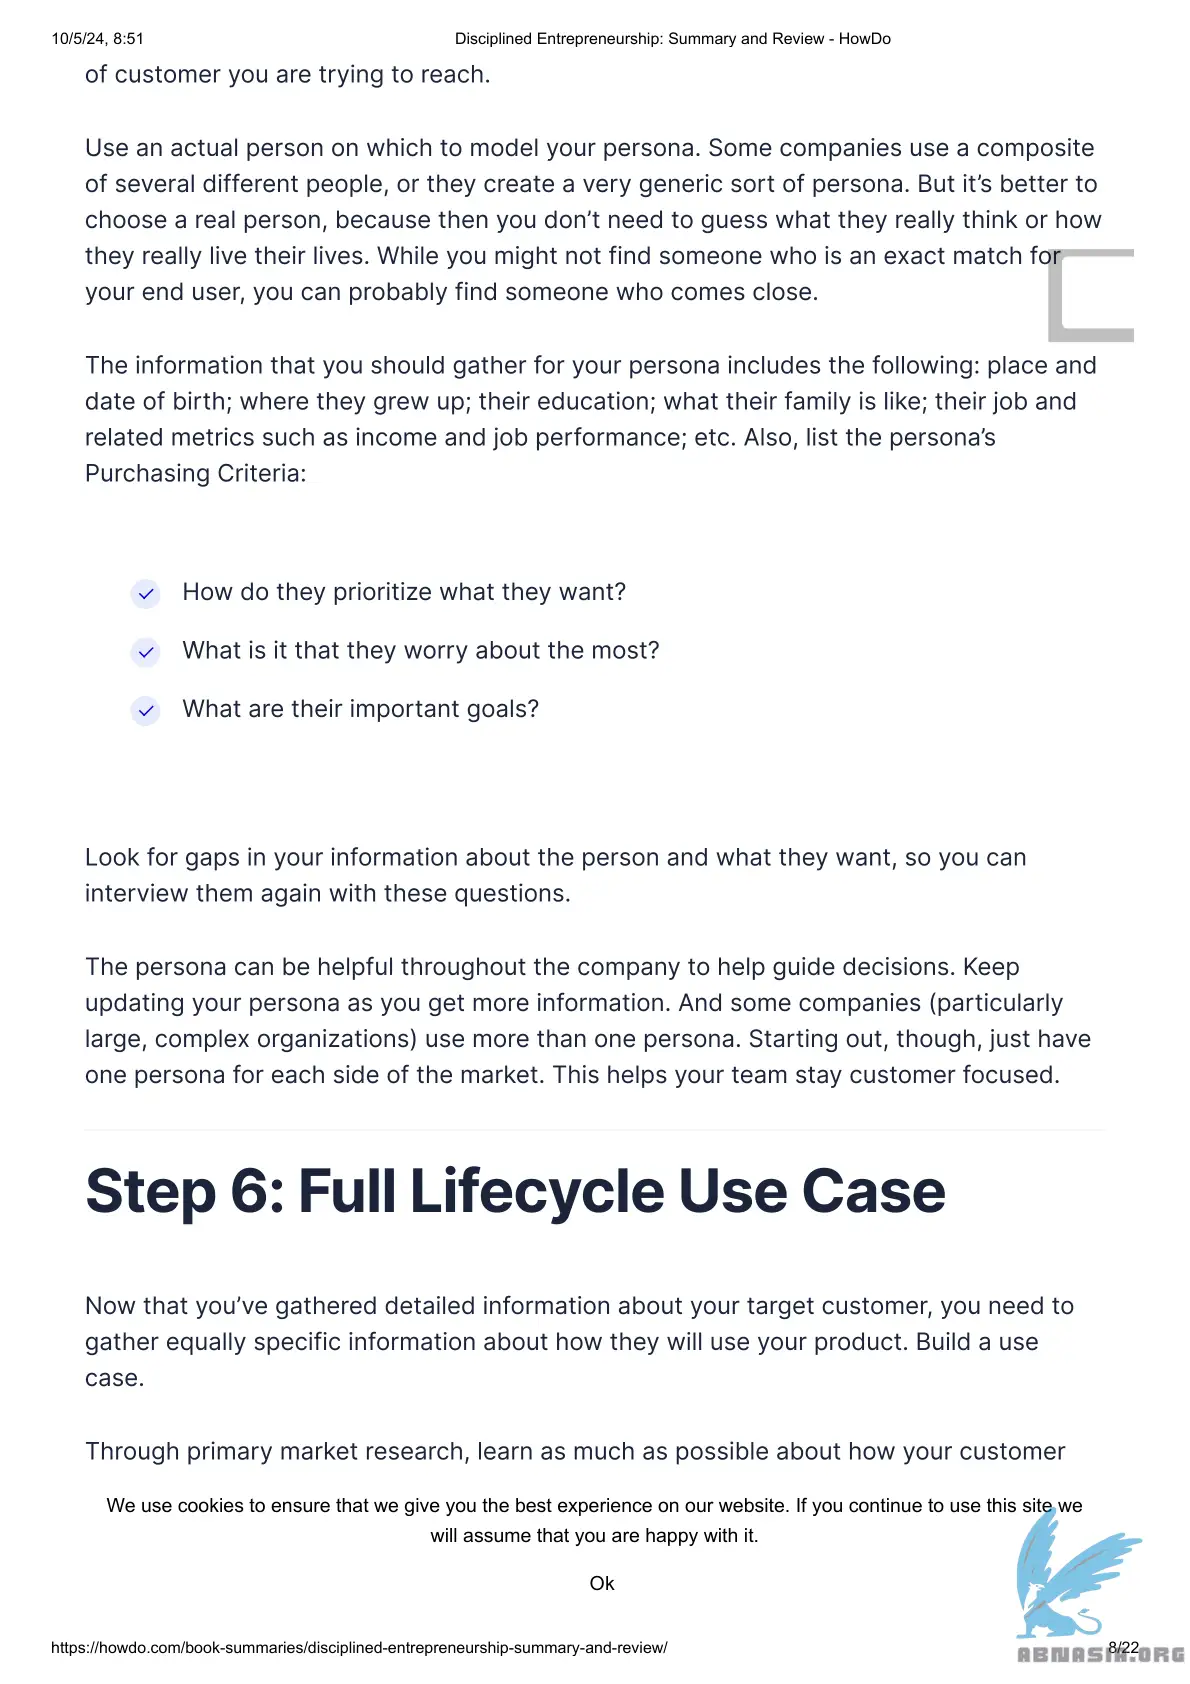 10/5/24, 8:51 Disciplined Entrepreneurship: Summary and Review - HowDo
of customer you are trying to reach.
Use an actual person on which to model your persona. Some companies use a composite
of several different people, or they create a very generic sort of persona. But it’s better to
choose a real person, because then you don’t need to guess what they really think or how
they really live their lives. While you might not find someone who is an exact match for
your end user, you can probably find someone who comes close.
The information that you should gather for your persona includes the following: place and
date of birth; where they grew up; their education; what their family is like; their job and
related metrics such as income and job performance; etc. Also, list the persona’s
Purchasing Criteria:
How do they prioritize what they want?
What is it that they worry about the most?
What are their important goals?
Look for gaps in your information about the person and what they want, so you can
interview them again with these questions.
The persona can be helpful throughout the company to help guide decisions. Keep
updating your persona as you get more information. And some companies (particularly
large, complex organizations) use more than one persona. Starting out, though, just have
one persona for each side of the market. This helps your team stay customer focused.
Step 6: Full Lifecycle Use Case
Now that you’ve gathered detailed information about your target customer, you need to
gather equally specific information about how they will use your product. Build a use
case.
Through primary market research, learn as much as possible about how your customer
We use cookies to ensure that we give you the best experience on our website. If you continue to use this site we
will assume that you are happy with it.
Ok
https://howdo.com/book-summaries/disciplined-entrepreneurship-summary-and-review/ 8/22
ABNASIA.ORG